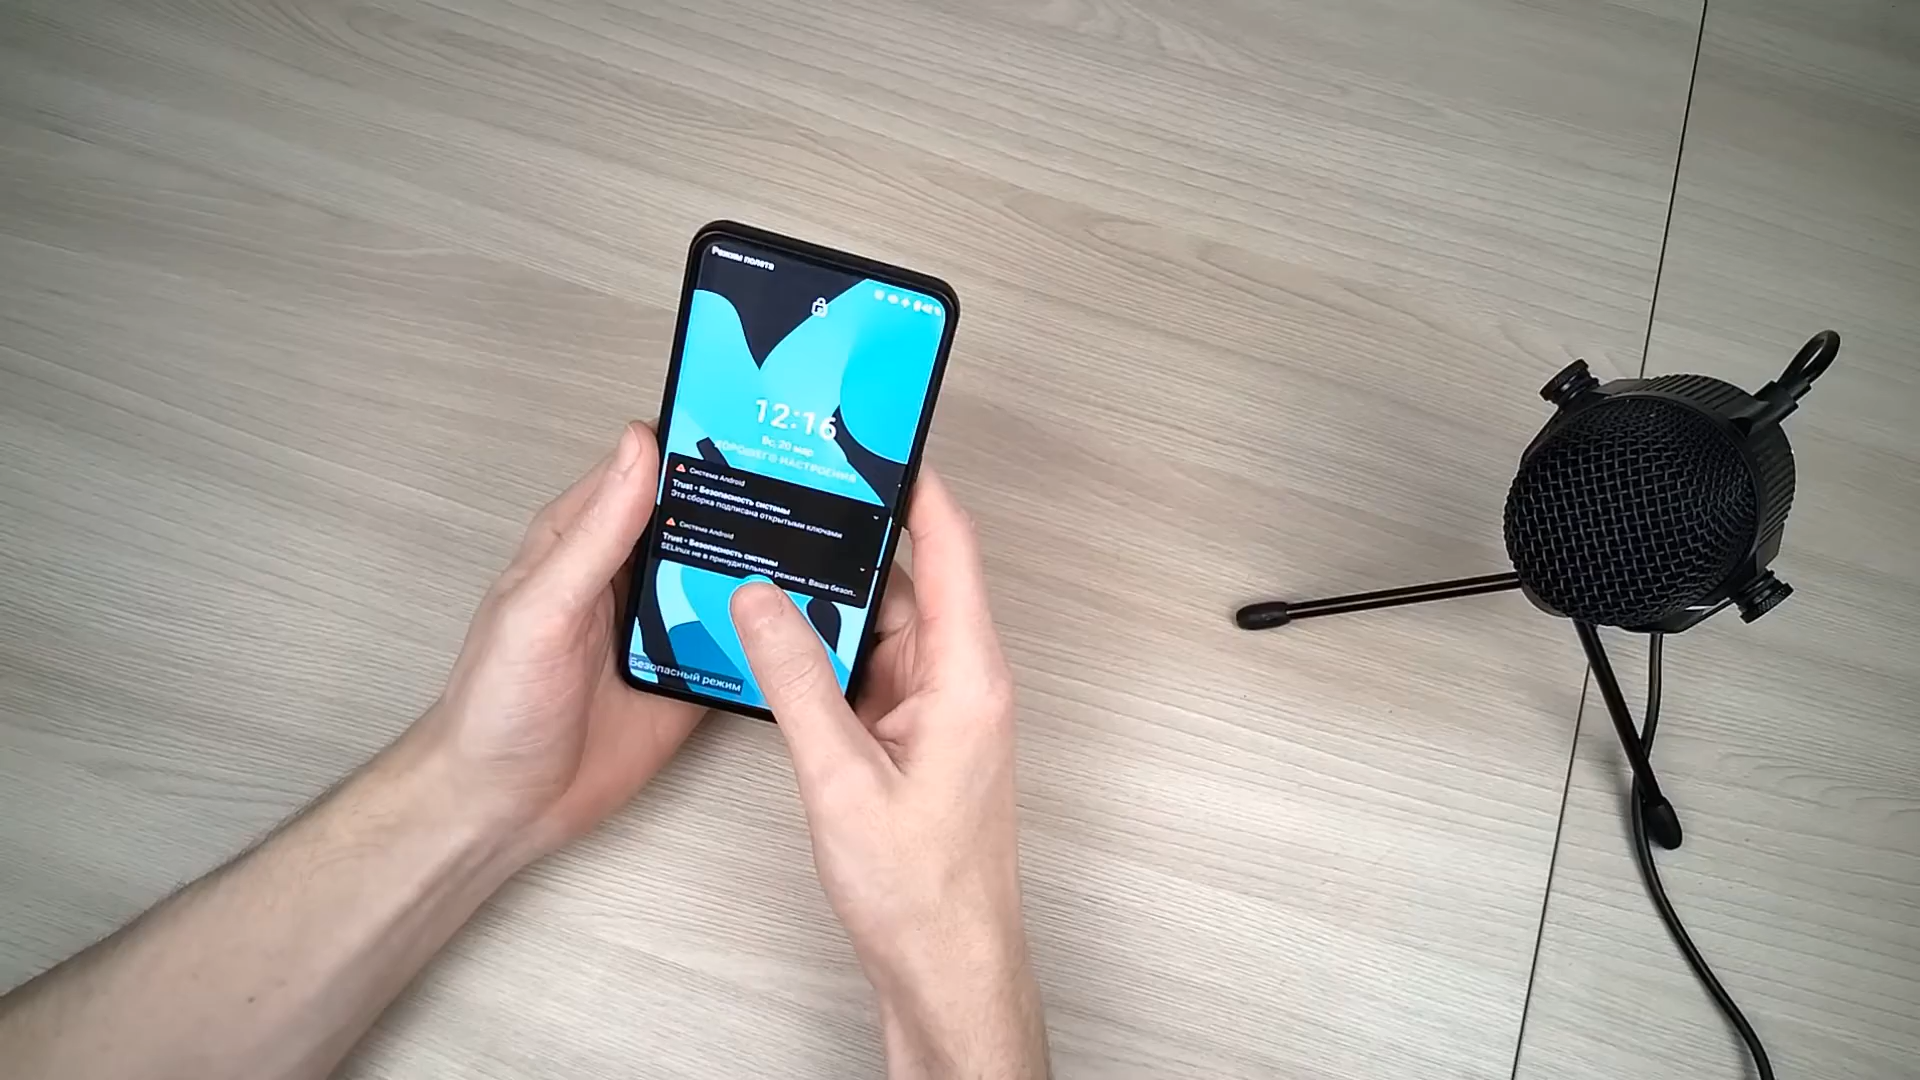 Режим полета
12:16
Вс, 20 мар
ХОРОШЕГО НАСТРОЕНИЯ
Система Android
Trust • Безопасность системы
Эта сборка подписана открытыми ключами
Система Android
Trust • Безопасность системы
SELinux не в принудительном режиме. Ваша безоп..
Безопасный режим